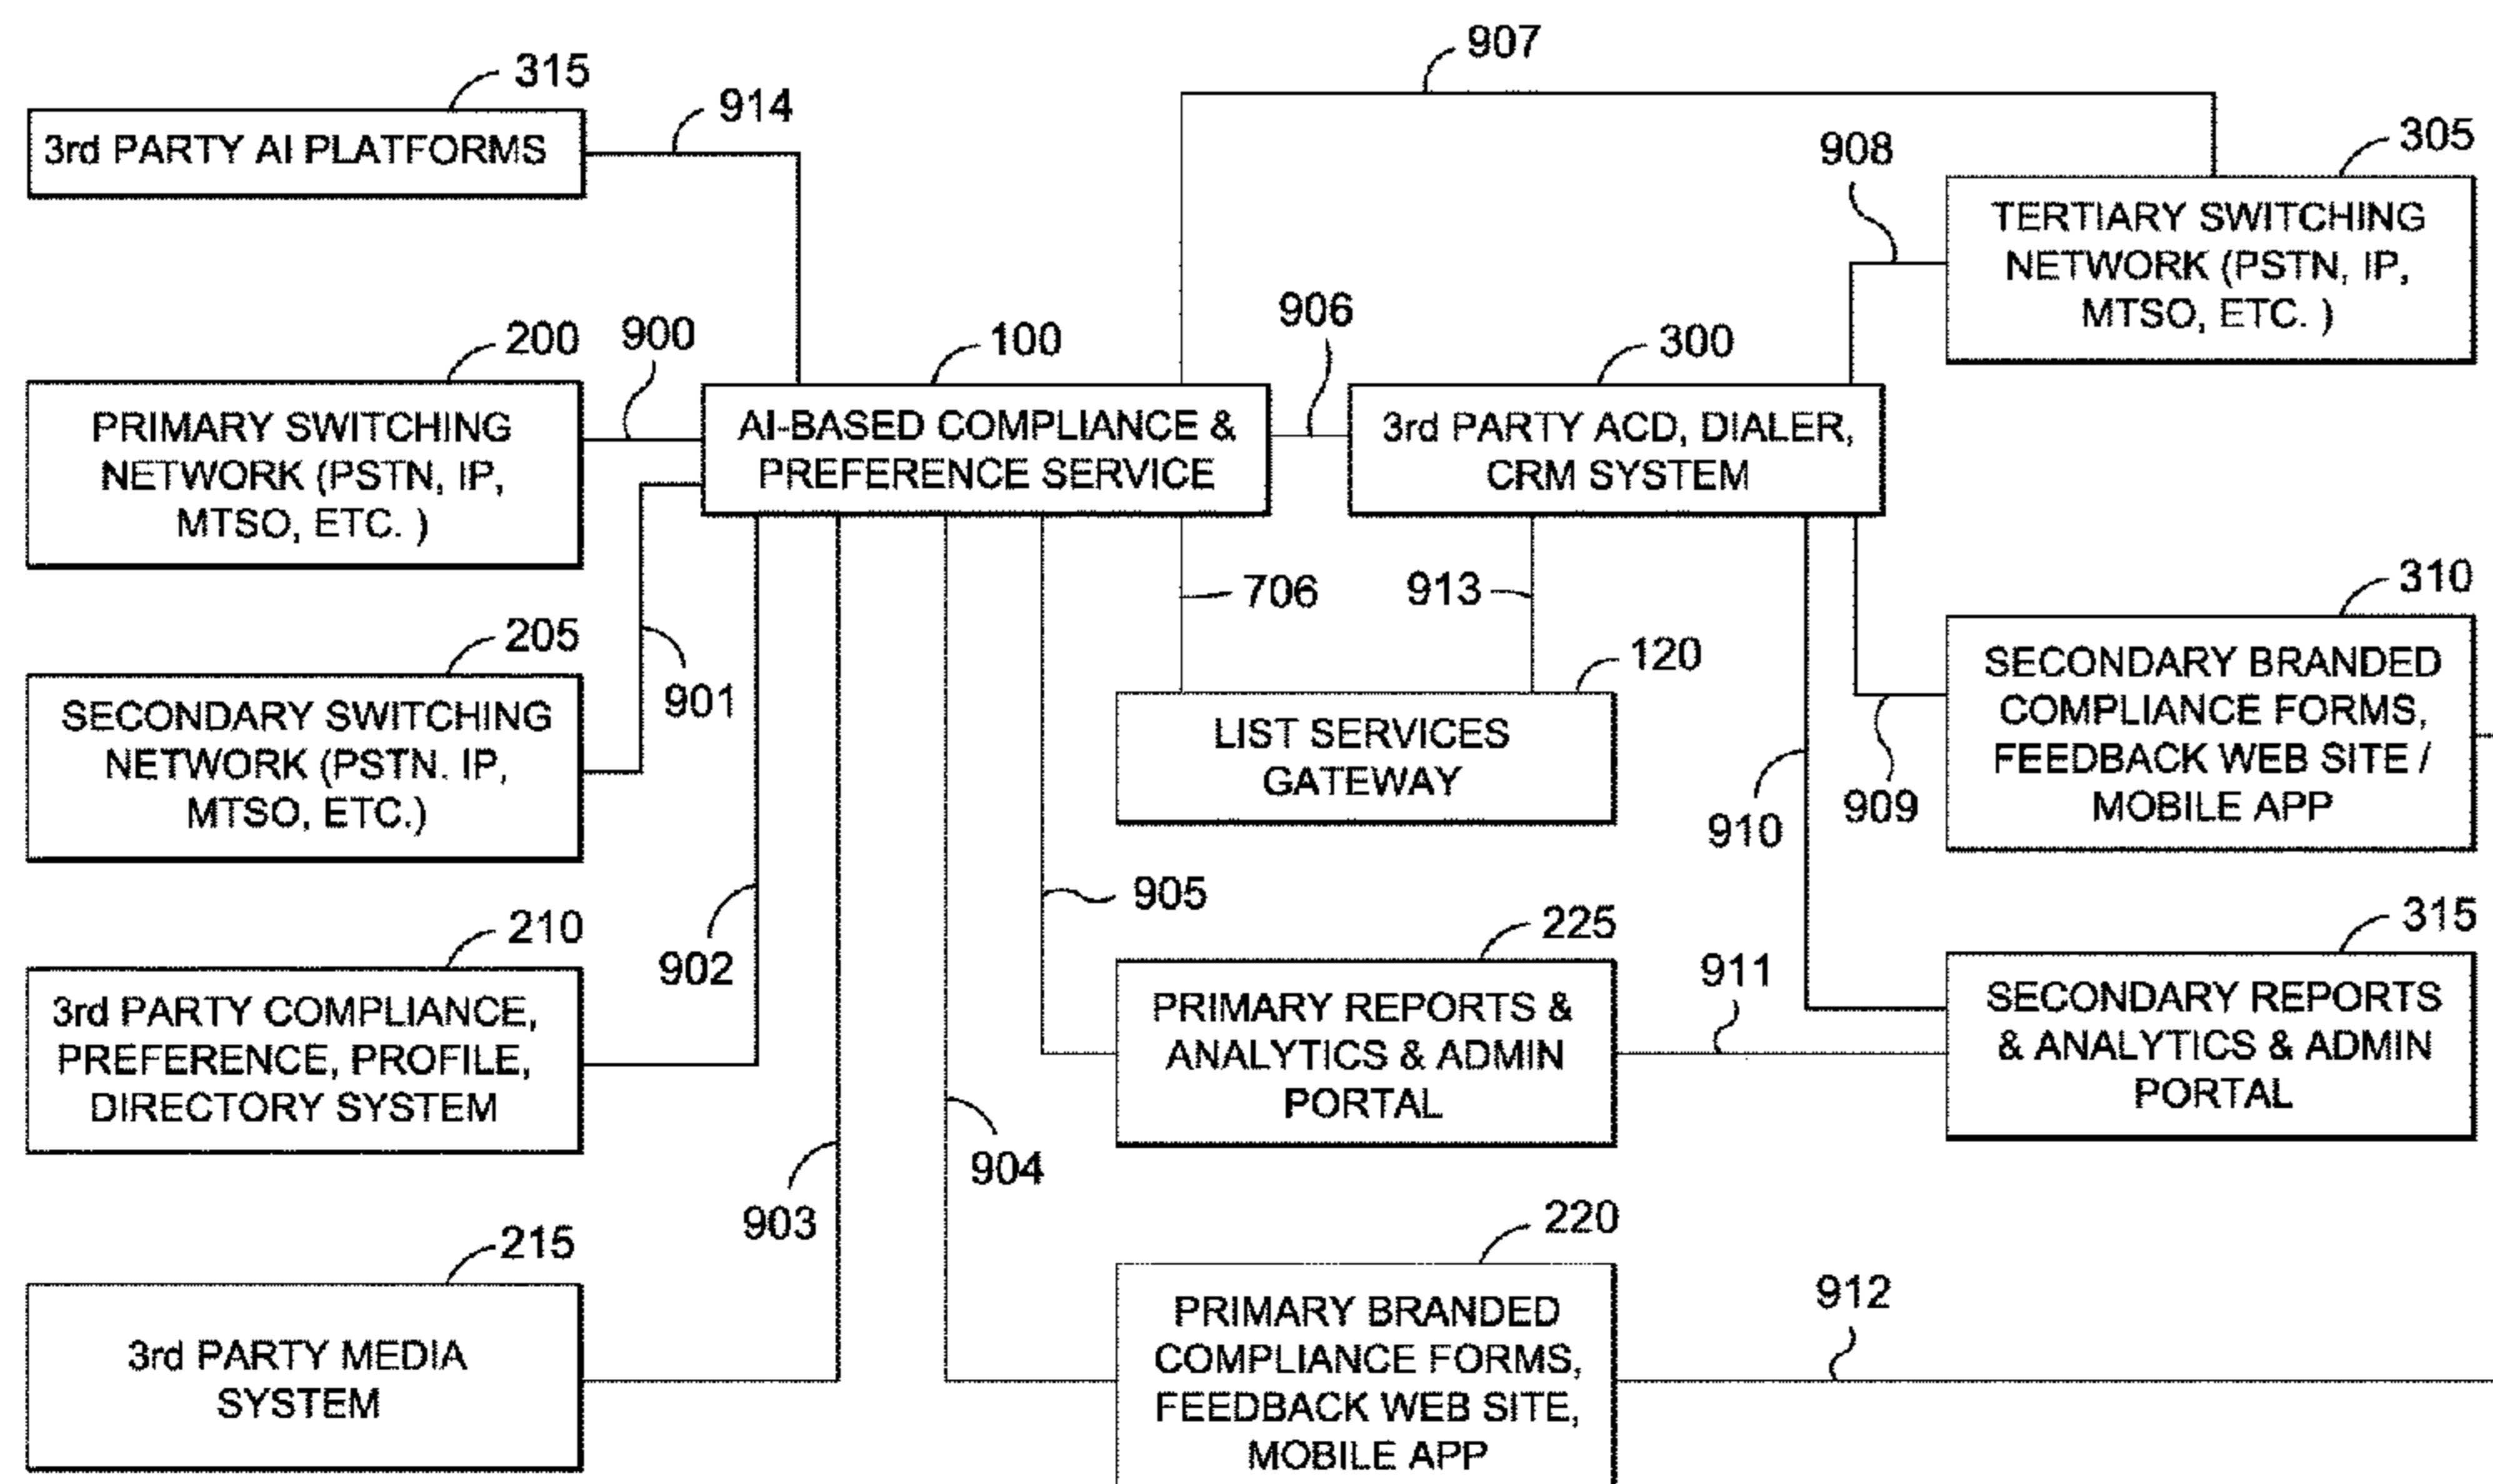 907
315
914
3rd PARTY AI PLATFORMS
908
305
TERTIARY SWITCHING
NETWORK (PSTN, IP,
MTSO, ETC. )
200
900
100
906
300
PRIMARY SWITCHING
NETWORK (PSTN, IP,
MTSO, ETC. )
AI-BASED COMPLIANCE &
PREFERENCE SERVICE
3rd PARTY ACD, DIALER,
CRM SYSTEM
706
913
310
205
901
120
SECONDARY SWITCHING
NETWORK (PSTN. IP,
MTSO, ETC.)
LIST SERVICES
GATEWAY
910
909
SECONDARY BRANDED
COMPLIANCE FORMS,
FEEDBACK WEB SITE /
MOBILE APP
905
210
902
225
911
315
3rd PARTY COMPLIANCE,
PREFERENCE, PROFILE,
DIRECTORY SYSTEM
PRIMARY REPORTS &
ANALYTICS & ADMIN
PORTAL
SECONDARY REPORTS
& ANALYTICS & ADMIN
PORTAL
904
903
215
220
912
3rd PARTY MEDIA
SYSTEM
PRIMARY BRANDED
COMPLIANCE FORMS,
FEEDBACK WEB SITE,
MOBILE APP